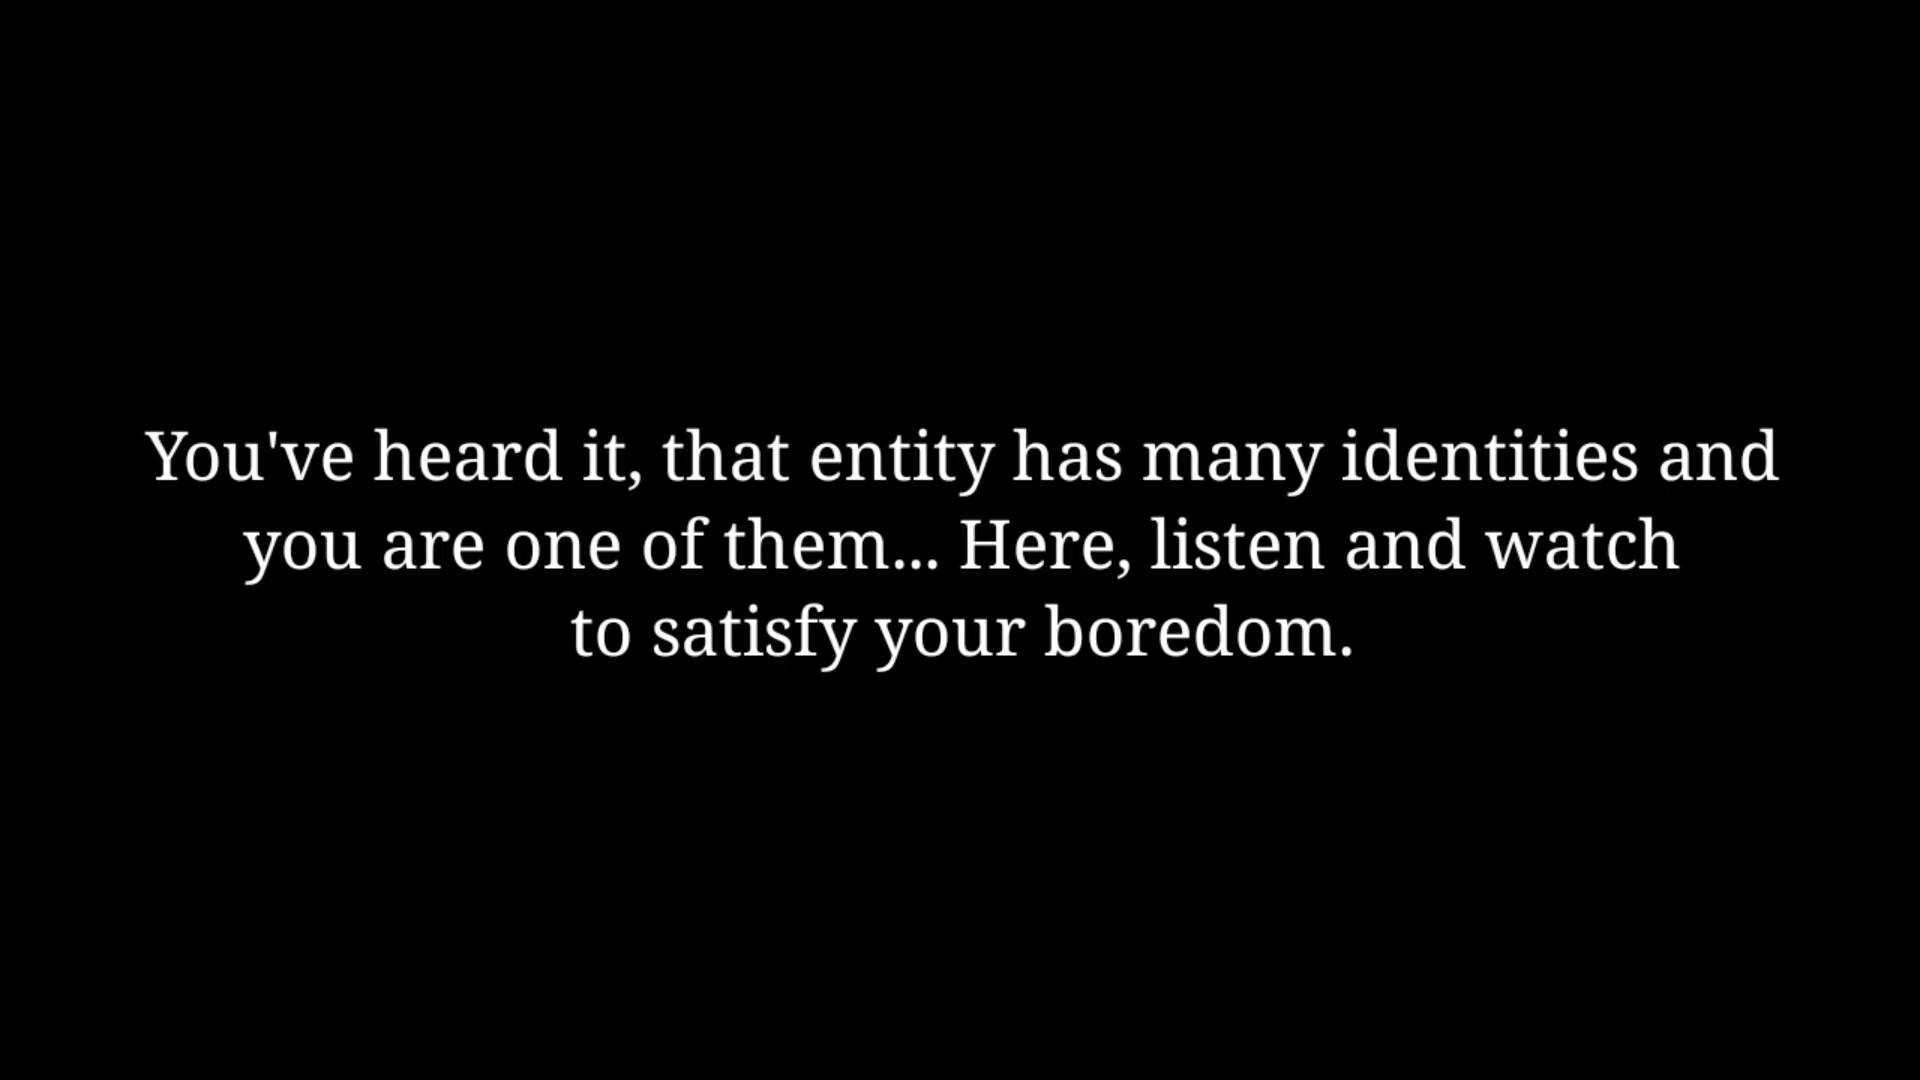 You've heard it, that entity has many identities and
you are one of them... Here, listen and watch
to satisfy your boredom.